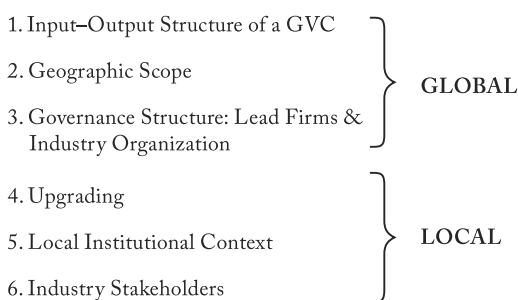 1. Input–Output Structure of a GVC
2. Geographic Scope
GLOBAL
3. Governance Structure: Lead Firms &
Industry Organization
4. Upgrading
5. Local Institutional Context
LOCAL
6. Industry Stakeholders